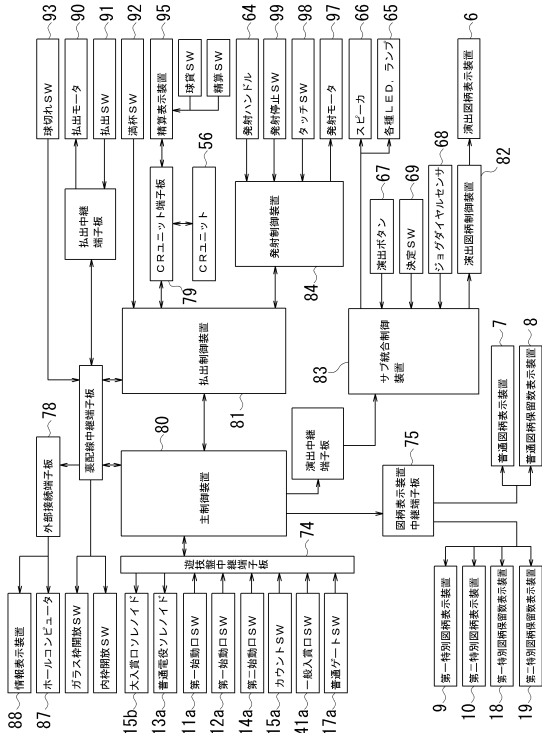 88 情報表示装置
87 ホールコンピュータ
ガラス枠開放SW
内枠開放SW
15b 大入賞口ソレノイド
13a 普通電役ソレノイド
11a 第一始動口SW
12a 第一始動口SW
14a 第二始動口SW
15a カウントSW
41a 一般入賞口SW
17a 普通ゲートSW
9 第一特別図柄表示装置
10 第二特別図柄表示装置
18 第一特別図柄保留数表示装置
19 第二特別図柄保留数表示装置
外部接続端子板 78
遊技盤中継端子板
74
裏配線中継端子板
主制御装置 80
演出中継
端子板
図柄表示装置
中継端子板 75
払出制御装置
81
サブ統合制御
装置
83
普通図柄表示装置 7
普通図柄保留数表示装置 8
払出中継
端子板
CRユニット端子板
79
CRユニット 56
発射制御装置
84
演出ボタン 67
決定SW 69
ジョグダイヤルセンサ 68
演出図柄制御装置
82
球切れSW 93
払出モータ 90
払出SW 91
満杯SW 92
精算表示装置 95
球貸SW
精算SW
発射ハンドル 64
発射停止SW 99
タッチSW 98
発射モータ 97
スピーカ 66
各種LED,ランプ 65
演出図柄表示装置 6